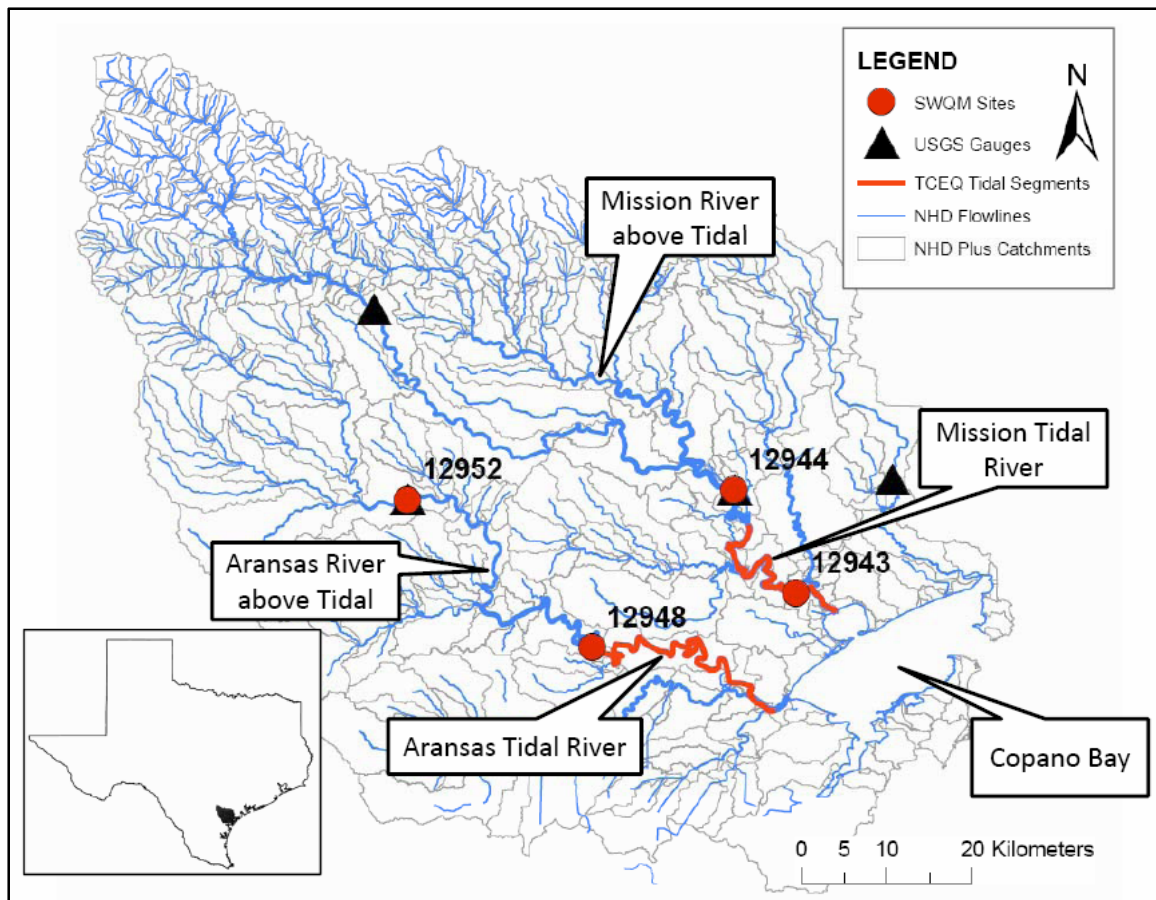 LEGEND
SWQM Sites
USGS Gauges
TCEQ Tidal Segments
NHD Flowlines
NHD Plus Catchments
N
Mission River
above Tidal
Mission Tidal
River
12952
12944
12943
Aransas River
above Tidal
12948
Aransas Tidal River
Copano Bay
0 5 10 20 Kilometers